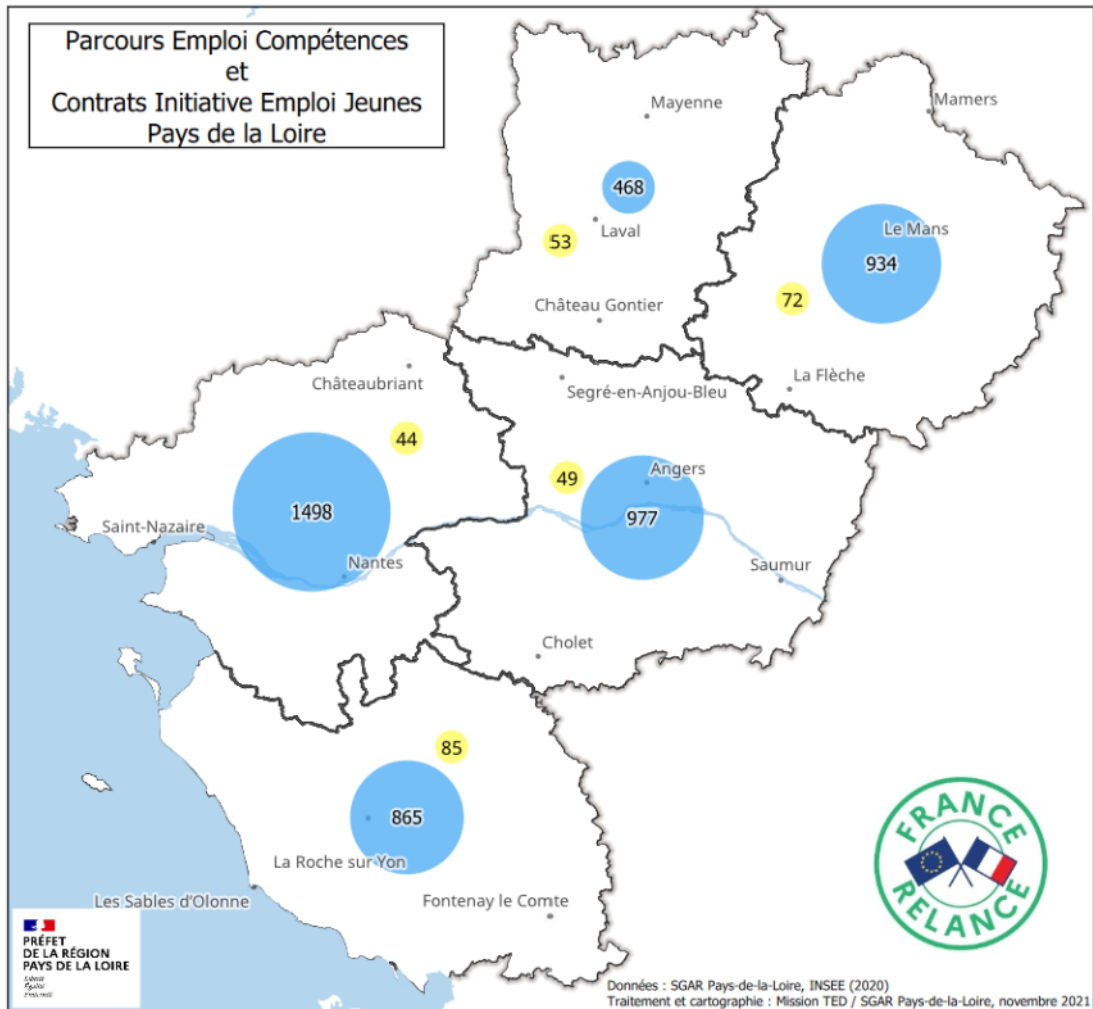 Parcours Emploi Compétences
et
Contrats Initiative Emploi Jeunes
Pays de la Loire
Mayenne
Mamers
468
Laval
53
Le Mans
934
72
Château Gontier
La Flèche
Châteaubriant
Segré-en-Anjou-Bleu
44
49
Angers
1498
977
Saint-Nazaire
Nantes
Saumur
Cholet
85
865
La Roche sur Yon
Les Sables d'Olonne
Fontenay le Comte
FRANCE
RELANCE
PRÉFET
DE LA RÉGION
PAYS DE LA LOIRE
Liberté
Égalité
Fraternité
Données : SGAR Pays-de-la-Loire, INSEE (2020)
Traitement et cartographie : Mission TED / SGAR Pays-de-la-Loire, novembre 2021